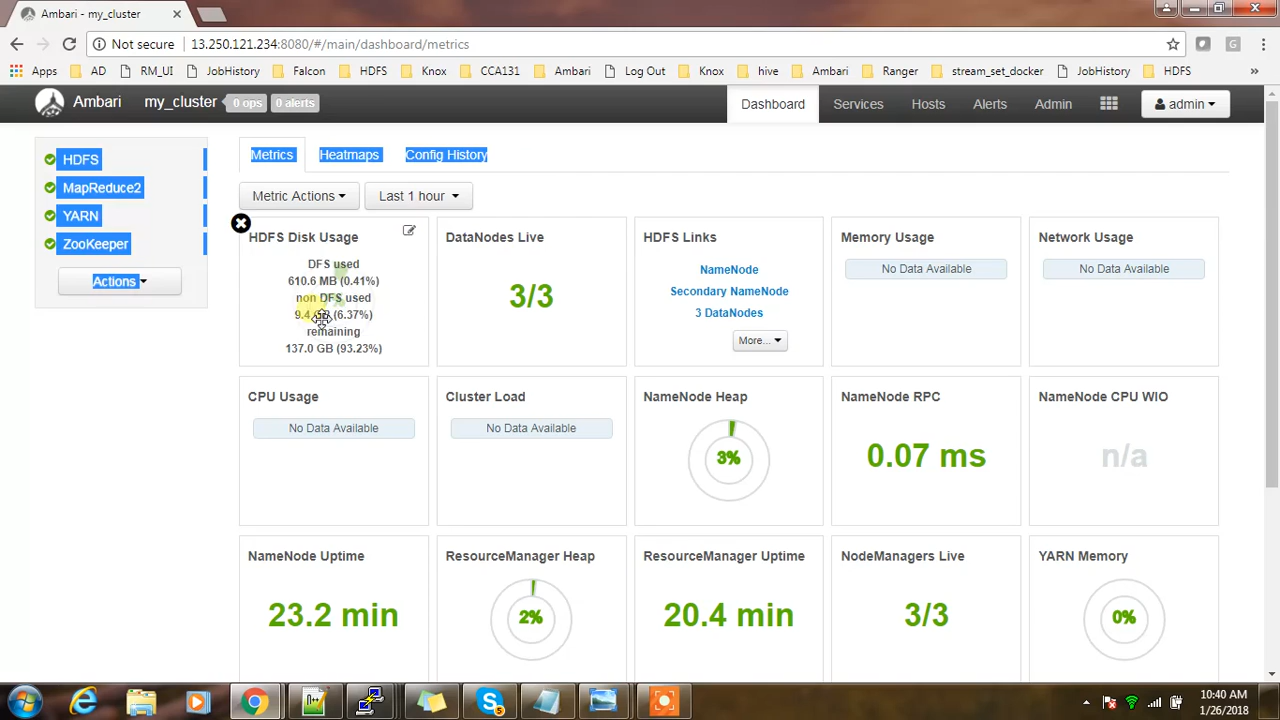 Ambari - my_cluster
Not secure
13.250.121.234:8080/#/main/dashboard/metrics
Apps AD RM_UI JobHistory Falcon HDFS Knox CCA131 Ambari Log Out Knox hive Ambari Ranger stream_set_docker JobHistory HDFS »
Ambari my_cluster 0 ops 0 alerts Dashboard Services Hosts Alerts Admin admin
HDFS
MapReduce2
YARN
ZooKeeper
Actions
Metrics Heatmaps Config History
Metric Actions Last 1 hour
HDFS Disk Usage
DFS used
610.6 MB (0.41%)
non DFS used
(6.37%)
remaining
137.0 GB (93.23%)
DataNodes Live
3/3
HDFS Links
NameNode
Secondary NameNode
3 DataNodes
More...
Memory Usage
No Data Available
Network Usage
No Data Available
CPU Usage
No Data Available
Cluster Load
No Data Available
NameNode Heap
3%
NameNode RPC
0.07 ms
NameNode CPU WIO
n/a
NameNode Uptime
23.2 min
ResourceManager Heap
2%
ResourceManager Uptime
20.4 min
NodeManagers Live
3/3
YARN Memory
0%
10:40 AM
1/26/2018